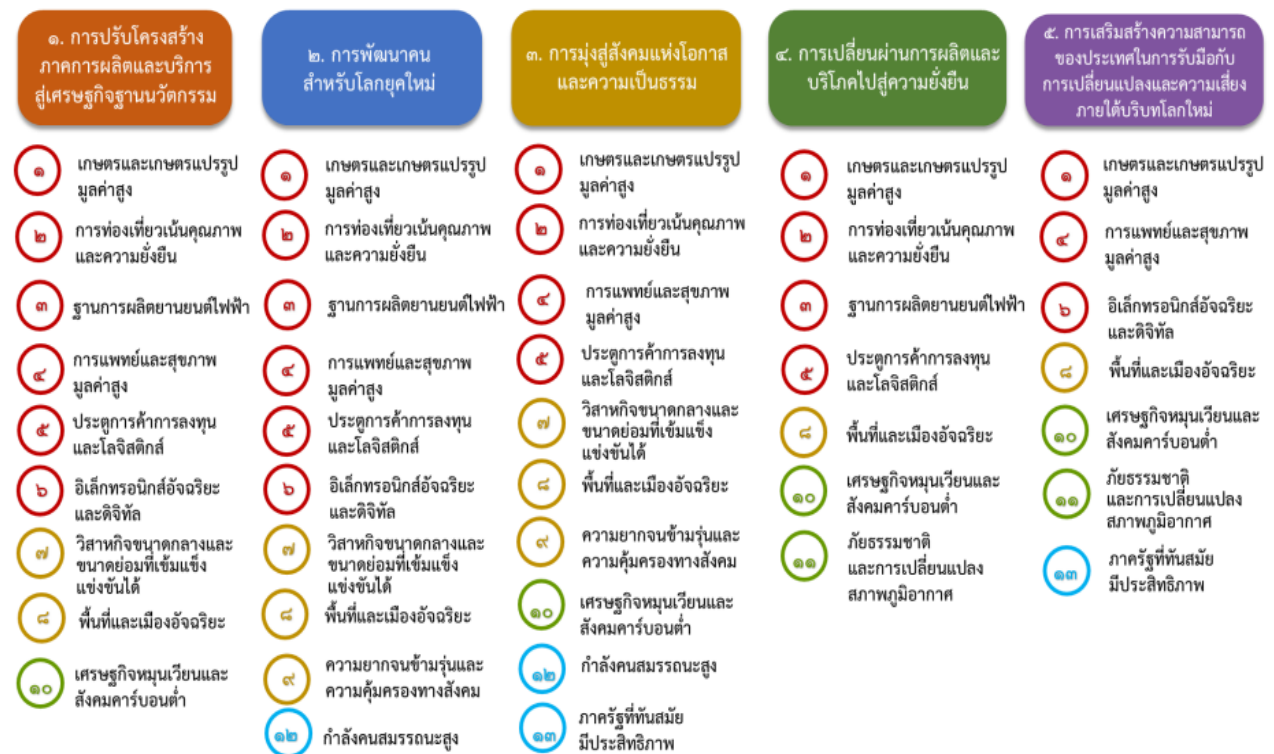 ๑. การปรับโครงสร้าง
ภาคการผลิตและบริการ
สู่เศรษฐกิจฐานนวัตกรรม
๑
เกษตรและเกษตรแปรรูป
มูลค่าสูง
๒
การท่องเที่ยวเน้นคุณภาพ
และความยั่งยืน
๓
ฐานการผลิตยานยนต์ไฟฟ้า
๔
การแพทย์และสุขภาพ
มูลค่าสูง
๕
ประตูการค้าการลงทุน
และโลจิสติกส์
๖
อิเล็กทรอนิกส์อัจฉริยะ
และดิจิทัล
๗
วิสาหกิจขนาดกลางและ
ขนาดย่อมที่เข้มแข็ง
แข่งขันได้
๘
พื้นที่และเมืองอัจฉริยะ
๑๐
เศรษฐกิจหมุนเวียนและ
สังคมคาร์บอนต่ำ
๒. การพัฒนาคน
สำหรับโลกยุคใหม่
๑
เกษตรและเกษตรแปรรูป
มูลค่าสูง
๒
การท่องเที่ยวเน้นคุณภาพ
และความยั่งยืน
๓
ฐานการผลิตยานยนต์ไฟฟ้า
๔
การแพทย์และสุขภาพ
มูลค่าสูง
๕
ประตูการค้าการลงทุน
และโลจิสติกส์
๖
อิเล็กทรอนิกส์อัจฉริยะ
และดิจิทัล
๗
วิสาหกิจขนาดกลางและ
ขนาดย่อมที่เข้มแข็ง
แข่งขันได้
๘
พื้นที่และเมืองอัจฉริยะ
๙
ความยากจนข้ามรุ่นและ
ความคุ้มครองทางสังคม
๑๒
กำลังคนสมรรถนะสูง
๓. การมุ่งสู่สังคมแห่งโอกาส
และความเป็นธรรม
๑
เกษตรและเกษตรแปรรูป
มูลค่าสูง
๒
การท่องเที่ยวเน้นคุณภาพ
และความยั่งยืน
๔
การแพทย์และสุขภาพ
มูลค่าสูง
๕
ประตูการค้าการลงทุน
และโลจิสติกส์
๗
วิสาหกิจขนาดกลางและ
ขนาดย่อมที่เข้มแข็ง
แข่งขันได้
๘
พื้นที่และเมืองอัจฉริยะ
๙
ความยากจนข้ามรุ่นและ
ความคุ้มครองทางสังคม
๑๐
เศรษฐกิจหมุนเวียนและ
สังคมคาร์บอนต่ำ
๑๒
กำลังคนสมรรถนะสูง
๑๓
ภาครัฐที่ทันสมัย
มีประสิทธิภาพ
๔. การเปลี่ยนผ่านการผลิตและ
บริโภคไปสู่ความยั่งยืน
๑
เกษตรและเกษตรแปรรูป
มูลค่าสูง
๒
การท่องเที่ยวเน้นคุณภาพ
และความยั่งยืน
๓
ฐานการผลิตยานยนต์ไฟฟ้า
๕
ประตูการค้าการลงทุน
และโลจิสติกส์
๘
พื้นที่และเมืองอัจฉริยะ
๑๐
เศรษฐกิจหมุนเวียนและ
สังคมคาร์บอนต่ำ
๑๑
ภัยธรรมชาติ
และการเปลี่ยนแปลง
สภาพภูมิอากาศ
๕. การเสริมสร้างความสามารถ
ของประเทศในการรับมือกับ
การเปลี่ยนแปลงและความเสี่ยง
ภายใต้บริบทโลกใหม่
๑
เกษตรและเกษตรแปรรูป
มูลค่าสูง
๔
การแพทย์และสุขภาพ
มูลค่าสูง
๖
อิเล็กทรอนิกส์อัจฉริยะ
และดิจิทัล
๘
พื้นที่และเมืองอัจฉริยะ
๑๐
เศรษฐกิจหมุนเวียนและ
สังคมคาร์บอนต่ำ
๑๑
ภัยธรรมชาติ
และการเปลี่ยนแปลง
สภาพภูมิอากาศ
๑๓
ภาครัฐที่ทันสมัย
มีประสิทธิภาพ